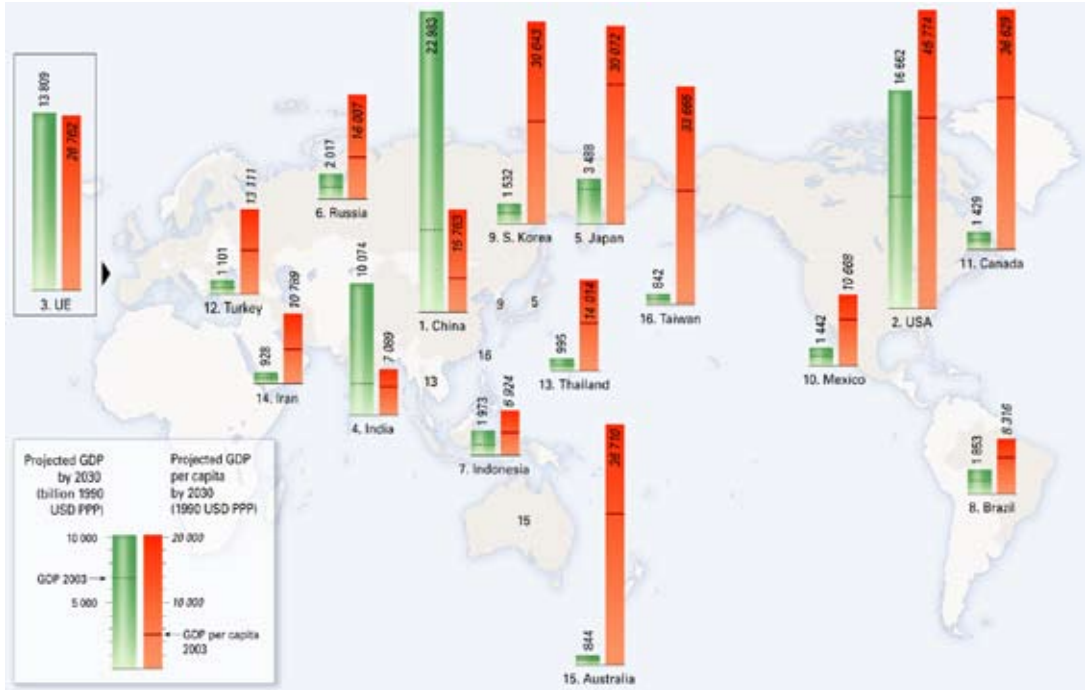 13 809
26 762
3. UE
2 017
16 007
6. Russia
1 101
13 111
12. Turkey
928
10 789
14. Iran
10 074
7 089
4. India
22 983
15 763
1. China
1 532
30 643
9. S. Korea
3 488
30 072
5. Japan
842
33 666
16. Taiwan
16 662
45 774
2. USA
1 429
36 629
11. Canada
1 442
10 668
10. Mexico
995
14 014
13. Thailand
1 973
6 924
7. Indonesia
1 853
8 316
8. Brazil
844
36 710
15. Australia
9
5
16
13
15
Projected GDP
by 2030
(billion 1990
USD PPP)
Projected GDP
per capita
by 2030
(1990 USD PPP)
10 000
20 000
GDP 2003
5 000
10 000
GDP per capita
2003